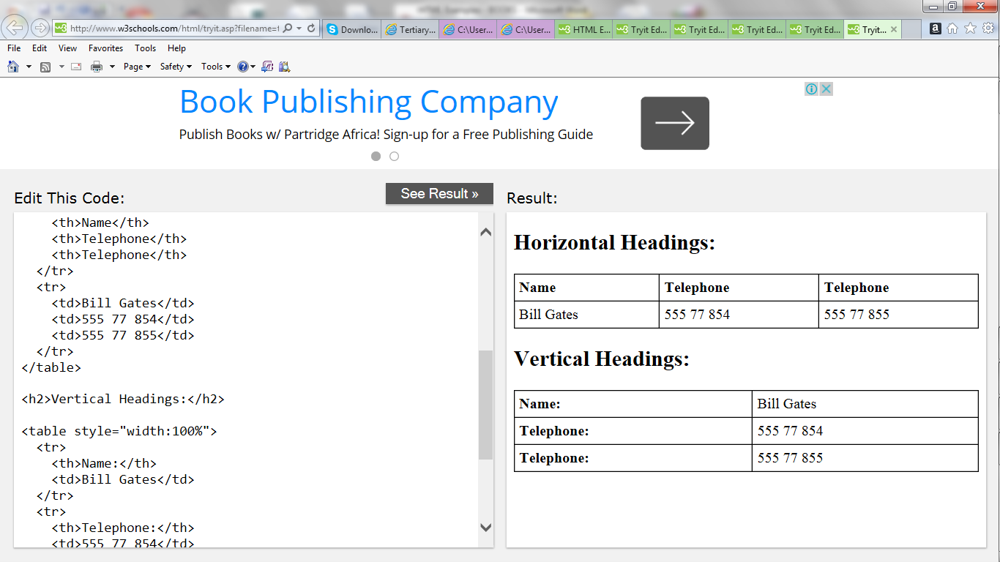 http://www.w3schools.com/html/tryit.asp?filename=t
Downlo...
Tertiary...
C:\User...
C:\User...
HTML E...
Tryit Ed...
Tryit Ed...
Tryit Ed...
Tryit Ed...
Tryit...
File Edit View Favorites Tools Help
Page Safety Tools
Book Publishing Company
Publish Books w/ Partridge Africa! Sign-up for a Free Publishing Guide
Edit This Code:
See Result »
<th>Name</th>
<th>Telephone</th>
<th>Telephone</th>
</tr>
<tr>
<td>Bill Gates</td>
<td>555 77 854</td>
<td>555 77 855</td>
</tr>
</table>
<h2>Vertical Headings:</h2>
<table style="width:100%">
<tr>
<th>Name:</th>
<td>Bill Gates</td>
</tr>
<tr>
<th>Telephone:</th>
<td>555 77 854</td>
Result:
Horizontal Headings:
Name Telephone Telephone
Bill Gates 555 77 854 555 77 855
Vertical Headings:
Name: Bill Gates
Telephone: 555 77 854
Telephone: 555 77 855